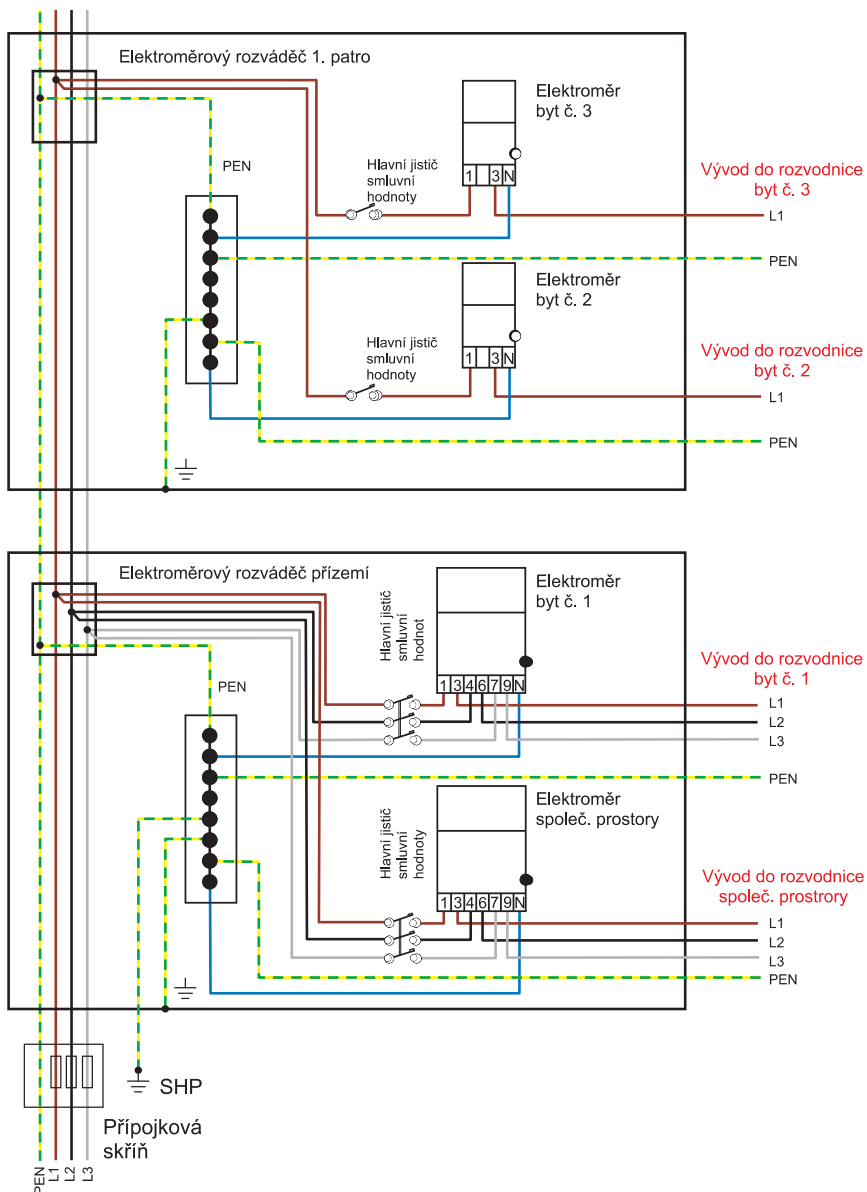 Elektroměrový rozváděč 1. patro
Elektroměr
byt č. 3
PEN
Hlavní jistič
smluvní
hodnoty
1 3 N
Vývod do rozvodnice
byt č. 3
L1
PEN
Elektroměr
byt č. 2
Hlavní jistič
smluvní
hodnoty
1 3 N
Vývod do rozvodnice
byt č. 2
L1
PEN
Elektroměrový rozváděč přízemí
Elektroměr
byt č. 1
Hlavní jistič
smluvní
hodnot
PEN
1 3 4 6 7 9 N
Vývod do rozvodnice
byt č. 1
L1
L2
L3
PEN
Elektroměr
společ. prostory
Hlavní jistič
smluvní
hodnoty
1 3 4 6 7 9 N
Vývod do rozvodnice
společ. prostrory
L1
L2
L3
PEN
SHP
Přípojková
skříň
PEN
L1
L2
L3